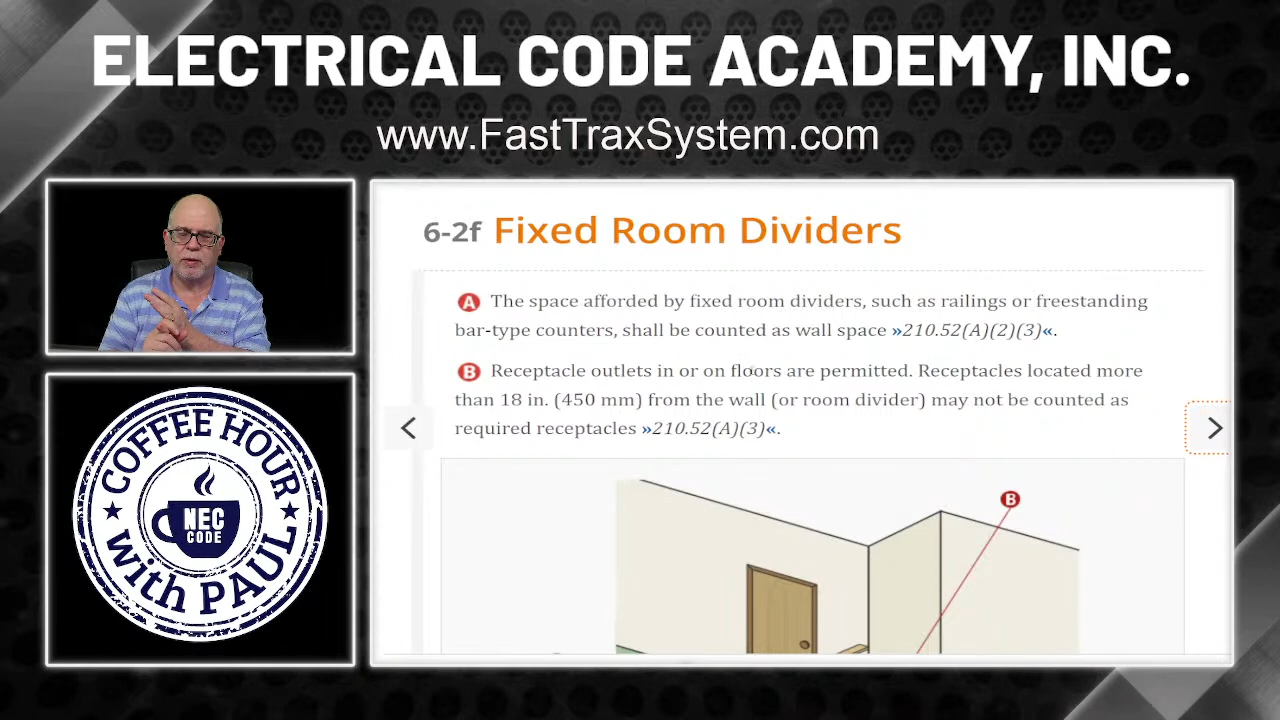 ELECTRICAL CODE ACADEMY, INC.
www.FastTraxSystem.com
6-2f Fixed Room Dividers
A The space afforded by fixed room dividers, such as railings or freestanding
bar-type counters, shall be counted as wall space »210.52(A)(2)(3)«.
B Receptacle outlets in or on floors are permitted. Receptacles located more
than 18 in. (450 mm) from the wall (or room divider) may not be counted as
required receptacles »210.52(A)(3)«.
B
COFFEE HOUR
NEC
CODE
with PAUL